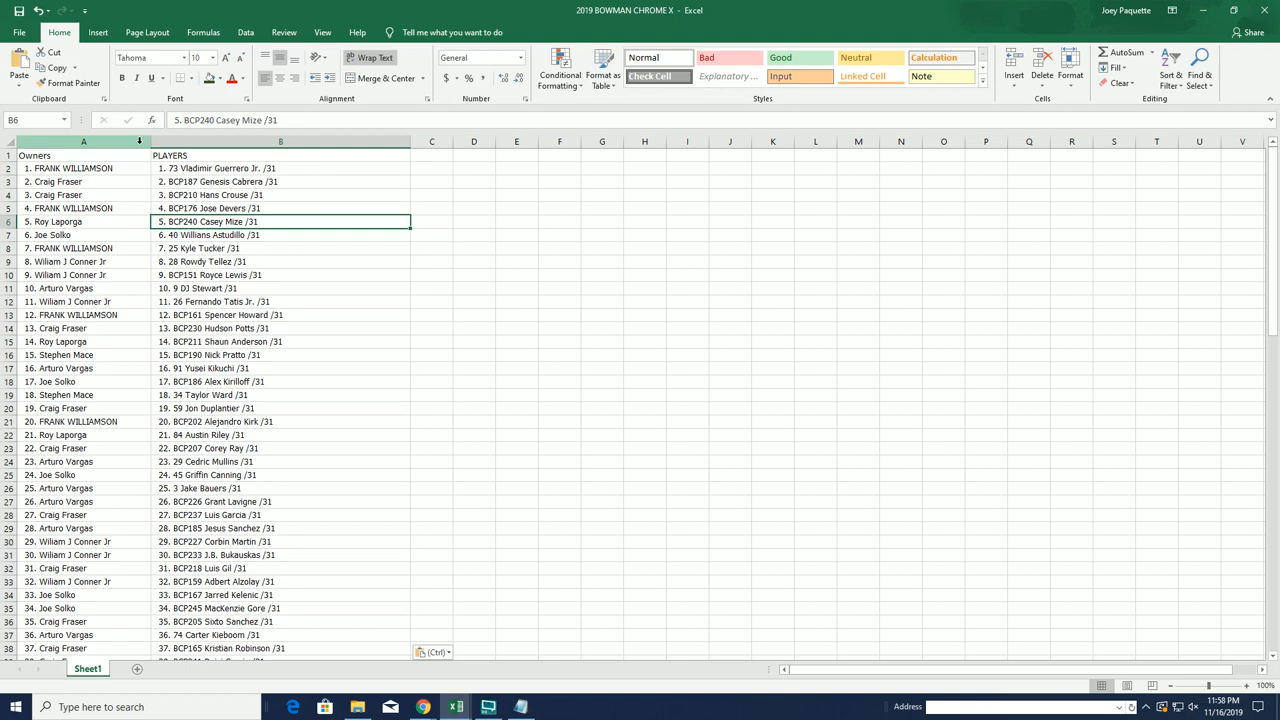 2019 BOWMAN CHROME X - Excel
Joey Paquette
File Home Insert Page Layout Formulas Data Review View Help Tell me what you want to do Share
Paste Cut Copy Format Painter Clipboard
Tahoma 10 B I U A A A Font
ab Wrap Text Merge & Center Alignment
General $ % , Number
Conditional Formatting Format as Table
Normal Bad Good Neutral Calculation
Check Cell Explanatory ... Input Linked Cell Note
Styles
Insert Delete Format Cells
AutoSum Fill Clear Sort & Filter Find & Select Editing
B6 fx 5. BCP240 Casey Mize /31
A B C D E F G H I J K L M N O P Q R S T U V
1 Owners PLAYERS
2 1. FRANK WILLIAMSON 1. 73 Vladimir Guerrero Jr. /31
3 2. Craig Fraser 2. BCP187 Genesis Cabrera /31
4 3. Craig Fraser 3. BCP210 Hans Crouse /31
5 4. FRANK WILLIAMSON 4. BCP176 Jose Devers /31
6 5. Roy Laporga 5. BCP240 Casey Mize /31
7 6. Joe Solko 6. 40 Willians Astudillo /31
8 7. FRANK WILLIAMSON 7. 25 Kyle Tucker /31
9 8. Wiliam J Conner Jr 8. 28 Rowdy Tellez /31
10 9. Wiliam J Conner Jr 9. BCP151 Royce Lewis /31
11 10. Arturo Vargas 10. 9 DJ Stewart /31
12 11. Wiliam J Conner Jr 11. 26 Fernando Tatis Jr. /31
13 12. FRANK WILLIAMSON 12. BCP161 Spencer Howard /31
14 13. Craig Fraser 13. BCP230 Hudson Potts /31
15 14. Roy Laporga 14. BCP211 Shaun Anderson /31
16 15. Stephen Mace 15. BCP190 Nick Pratto /31
17 16. Arturo Vargas 16. 91 Yusei Kikuchi /31
18 17. Joe Solko 17. BCP186 Alex Kirilloff /31
19 18. Stephen Mace 18. 34 Taylor Ward /31
20 19. Craig Fraser 19. 59 Jon Duplantier /31
21 20. FRANK WILLIAMSON 20. BCP202 Alejandro Kirk /31
22 21. Roy Laporga 21. 84 Austin Riley /31
23 22. Craig Fraser 22. BCP207 Corey Ray /31
24 23. Arturo Vargas 23. 29 Cedric Mullins /31
25 24. Joe Solko 24. 45 Griffin Canning /31
26 25. Arturo Vargas 25. 3 Jake Bauers /31
27 26. Arturo Vargas 26. BCP226 Grant Lavigne /31
28 27. Craig Fraser 27. BCP237 Luis Garcia /31
29 28. Arturo Vargas 28. BCP185 Jesus Sanchez /31
30 29. Wiliam J Conner Jr 29. BCP227 Corbin Martin /31
31 30. Wiliam J Conner Jr 30. BCP233 J.B. Bukauskas /31
32 31. Craig Fraser 31. BCP218 Luis Gil /31
33 32. Wiliam J Conner Jr 32. BCP159 Adbert Alzolay /31
34 33. Joe Solko 33. BCP167 Jarred Kelenic /31
35 34. Joe Solko 34. BCP245 MacKenzie Gore /31
36 35. Craig Fraser 35. BCP205 Sixto Sanchez /31
37 36. Arturo Vargas 36. 74 Carter Kieboom /31
38 37. Craig Fraser 37. BCP165 Kristian Robinson /31
(Ctrl)
Sheet1
100%
Type here to search
Address
11:58 PM
11/16/2019